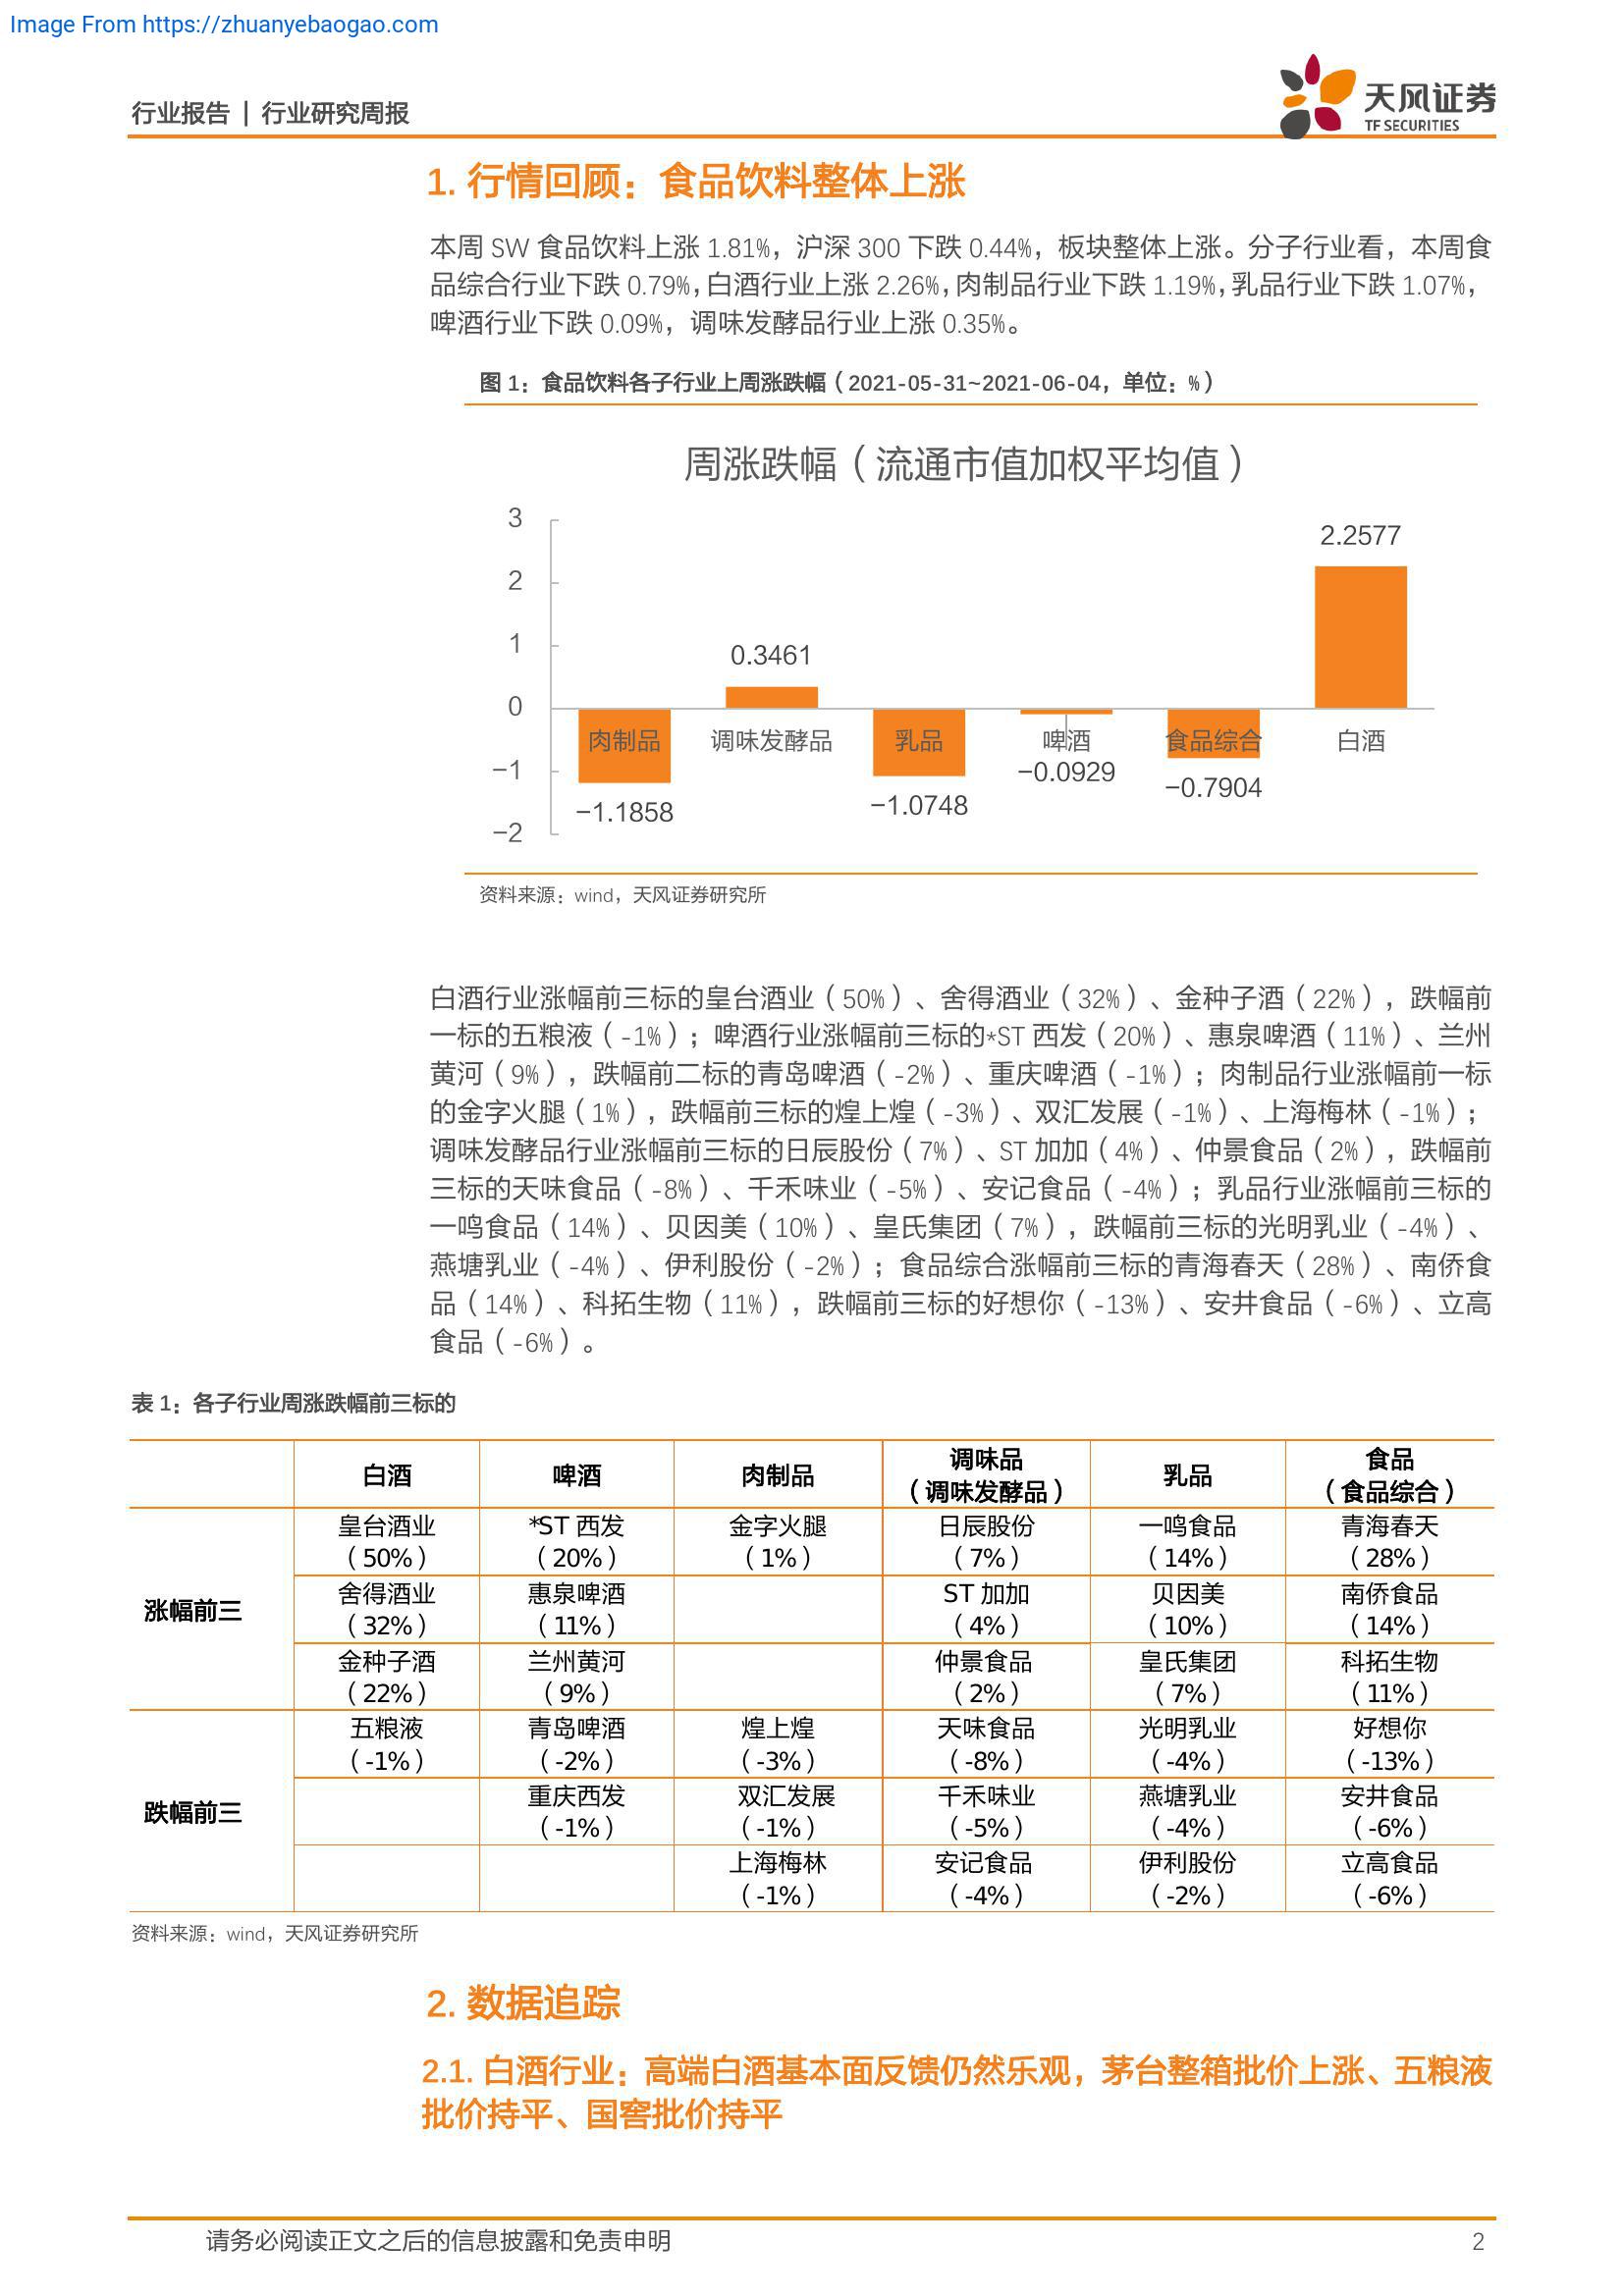 Image From https://zhuanyebaogao.com
行业报告 | 行业研究周报
天风证券
TF SECURITIES
1. 行情回顾：食品饮料整体上涨
本周 SW 食品饮料上涨 1.81%，沪深 300 下跌 0.44%，板块整体上涨。分子行业看，本周食
品综合行业下跌 0.79%，白酒行业上涨 2.26%，肉制品行业下跌 1.19%，乳品行业下跌 1.07%，
啤酒行业下跌 0.09%，调味发酵品行业上涨 0.35%。
图 1：食品饮料各子行业上周涨跌幅（2021-05-31~2021-06-04，单位：%）
周涨跌幅（流通市值加权平均值）
3
2
1
0
−1
−2
2.2577
0.3461
肉制品 调味发酵品 乳品 啤酒 食品综合 白酒
−1.1858
−1.0748
−0.0929
−0.7904
资料来源：wind，天风证券研究所
白酒行业涨幅前三标的皇台酒业（50%）、舍得酒业（32%）、金种子酒（22%），跌幅前
一标的五粮液（-1%）；啤酒行业涨幅前三标的*ST 西发（20%）、惠泉啤酒（11%）、兰州
黄河（9%），跌幅前二标的青岛啤酒（-2%）、重庆啤酒（-1%）；肉制品行业涨幅前一标
的金字火腿（1%），跌幅前三标的煌上煌（-3%）、双汇发展（-1%）、上海梅林（-1%）；
调味发酵品行业涨幅前三标的日辰股份（7%）、ST 加加（4%）、仲景食品（2%），跌幅前
三标的天味食品（-8%）、千禾味业（-5%）、安记食品（-4%）；乳品行业涨幅前三标的
一鸣食品（14%）、贝因美（10%）、皇氏集团（7%），跌幅前三标的光明乳业（-4%）、
燕塘乳业（-4%）、伊利股份（-2%）；食品综合涨幅前三标的青海春天（28%）、南侨食
品（14%）、科拓生物（11%），跌幅前三标的好想你（-13%）、安井食品（-6%）、立高
食品（-6%）。
表 1：各子行业周涨跌幅前三标的
白酒 啤酒 肉制品 调味品 乳品 食品
（调味发酵品） （食品综合）
涨幅前三
皇台酒业 *ST 西发 金字火腿 日辰股份 一鸣食品 青海春天
（50%） （20%） （1%） （7%） （14%） （28%）
舍得酒业 惠泉啤酒 ST 加加 贝因美 南侨食品
（32%） （11%） （4%） （10%） （14%）
金种子酒 兰州黄河 仲景食品 皇氏集团 科拓生物
（22%） （9%） （2%） （7%） （11%）
跌幅前三
五粮液 青岛啤酒 煌上煌 天味食品 光明乳业 好想你
（-1%） （-2%） （-3%） （-8%） （-4%） （-13%）
重庆西发 双汇发展 千禾味业 燕塘乳业 安井食品
（-1%） （-1%） （-5%） （-4%） （-6%）
上海梅林 安记食品 伊利股份 立高食品
（-1%） （-4%） （-2%） （-6%）
资料来源：wind，天风证券研究所
2. 数据追踪
2.1. 白酒行业：高端白酒基本面反馈仍然乐观，茅台整箱批价上涨、五粮液
批价持平、国窖批价持平
请务必阅读正文之后的信息披露和免责申明
2